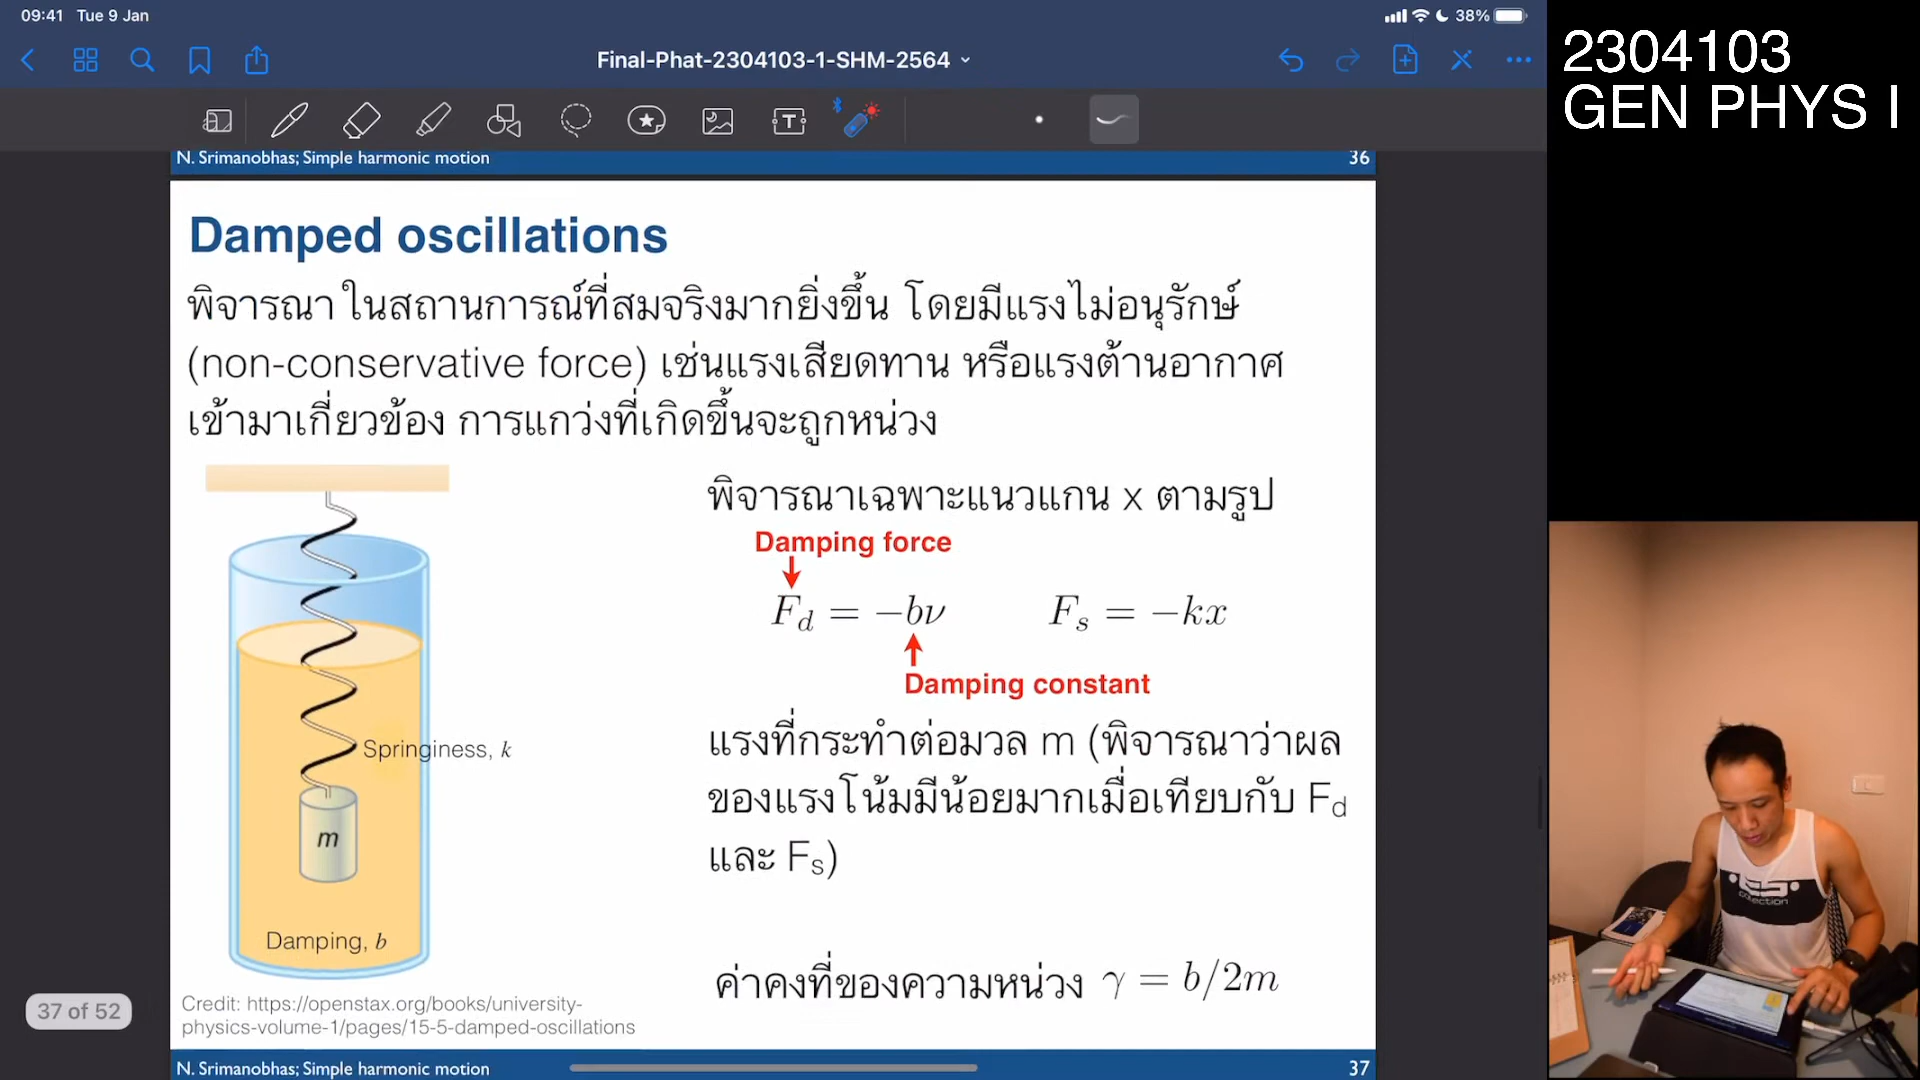 09:41 Tue 9 Jan
38%
Final-Phat-2304103-1-SHM-2564
2304103
GEN PHYS I
N. Srimanobhas; Simple harmonic motion 36
Damped oscillations
พิจารณา ในสถานการณ์ที่สมจริงมากยิ่งขึ้น โดยมีแรงไม่อนุรักษ์
(non-conservative force) เช่นแรงเสียดทาน หรือแรงต้านอากาศ
เข้ามาเกี่ยวข้อง การแกว่งที่เกิดขึ้นจะถูกหน่วง
พิจารณาเฉพาะแนวแกน x ตามรูป
Damping force
F_d = −bν F_s = −kx
Damping constant
แรงที่กระทำต่อมวล m (พิจารณาว่าผล
ของแรงโน้มมีน้อยมากเมื่อเทียบกับ F_d
และ F_s)
ค่าคงที่ของความหน่วง γ = b/2m
Springiness, k
m
Damping, b
Credit: https://openstax.org/books/university-
physics-volume-1/pages/15-5-damped-oscillations
37 of 52
N. Srimanobhas; Simple harmonic motion 37